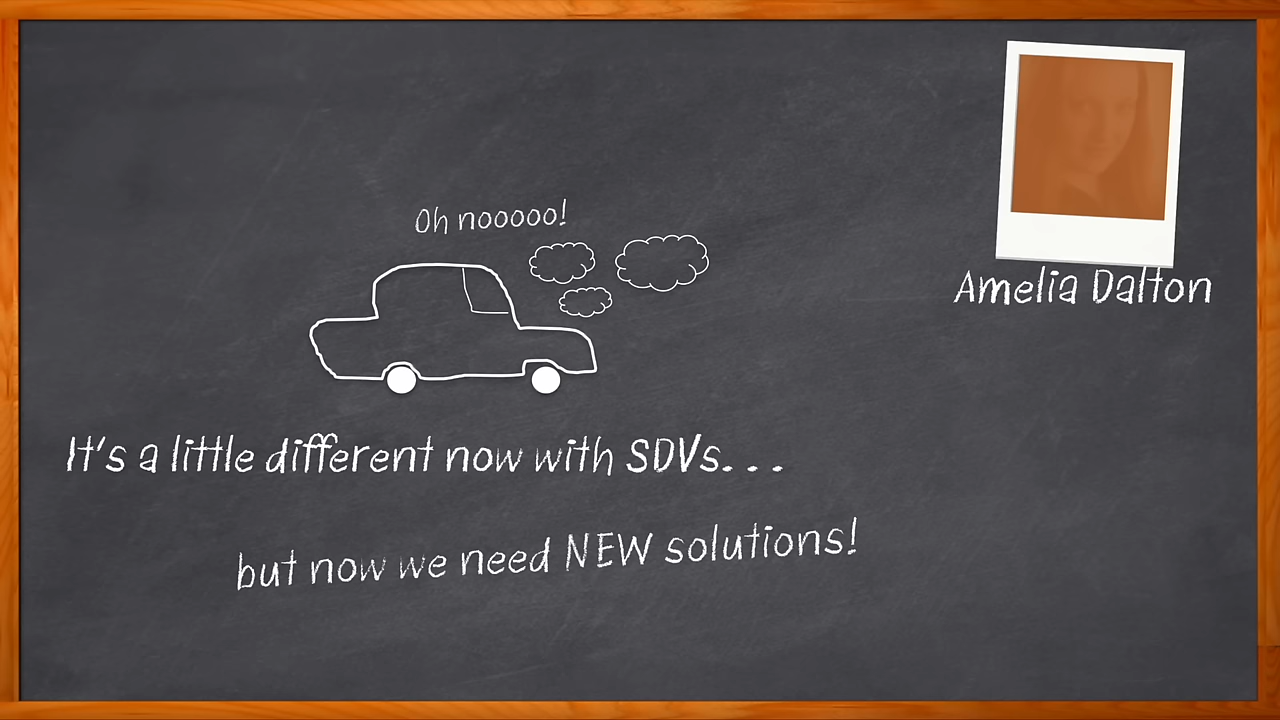 Oh nooooo!
Amelia Dalton
It's a little different now with SDVs...
but now we need NEW solutions!